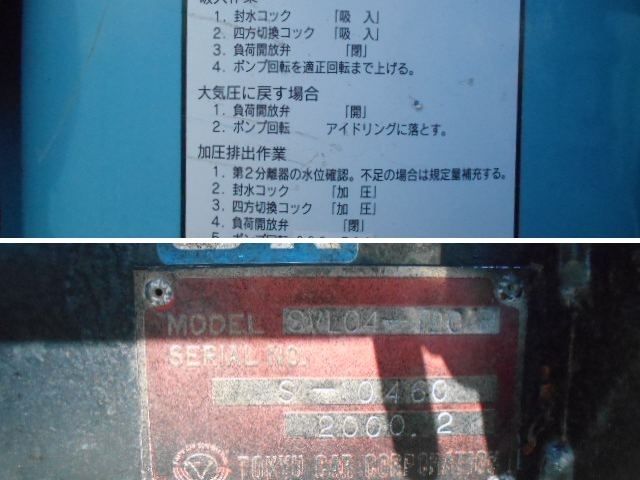 吸入作業
1. 封水コック 「吸 入」
2. 四方切換コック 「吸 入」
3. 負荷開放弁 「閉」
4. ポンプ回転を適正回転まで上げる。
大気圧に戻す場合
1. 負荷開放弁 「開」
2. ポンプ回転 アイドリングに落とす。
加圧排出作業
1. 第2分離器の水位確認。不足の場合は規定量補充する。
2. 封水コック 「加 圧」
3. 四方切換コック 「加 圧」
4. 負荷開放弁 「閉」
MODEL
SERIAL NO.
S-0460
2000.2
TOKYU CAR CORPORATION